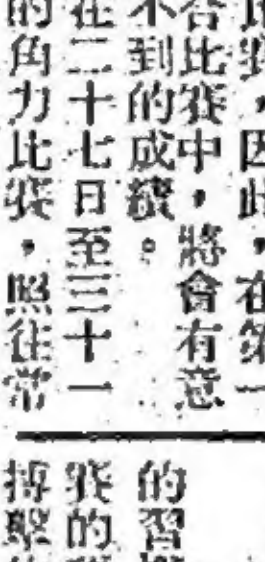 比賽，因此，在第一
合比賽中，將會有意
不到的成績。
在二十七日至三十一
的角力比賽，照往常
的習
賽的
搏擊